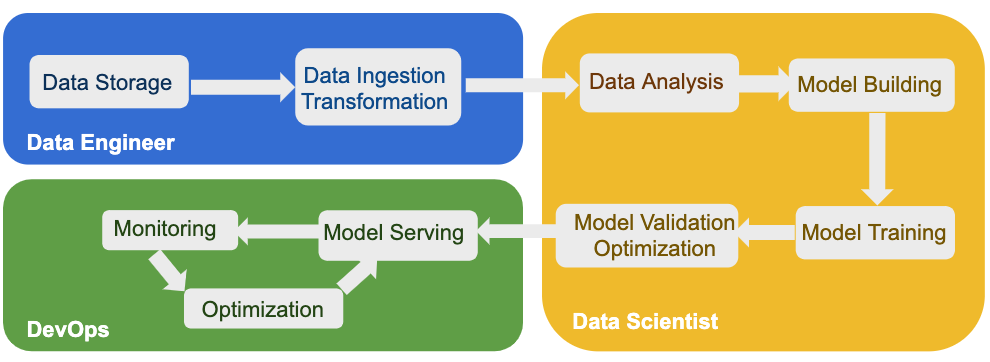 Data Storage
Data Ingestion
Transformation
Data Engineer
Data Analysis
Model Building
Model Training
Model Validation
Optimization
Data Scientist
Model Serving
Monitoring
Optimization
DevOps